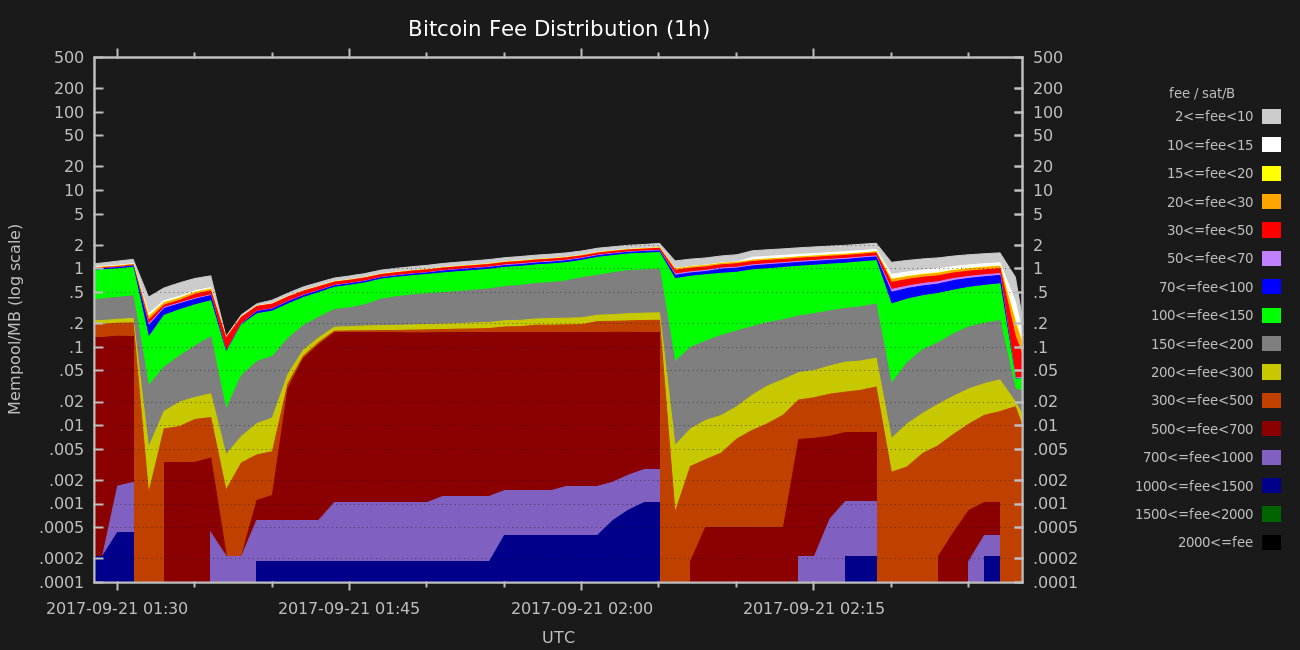 Bitcoin Fee Distribution (1h)
500
200
100
50
20
10
5
2
1
.5
.2
.1
.05
.02
.01
.005
.002
.001
.0005
.0002
.0001
Mempool/MB (log scale)
500
200
100
50
20
10
5
2
1
.5
.2
.1
.05
.02
.01
.005
.002
.001
.0005
.0002
.0001
2017-09-21 01:30
2017-09-21 01:45
2017-09-21 02:00
2017-09-21 02:15
UTC
fee / sat/B
2<=fee<10
10<=fee<15
15<=fee<20
20<=fee<30
30<=fee<50
50<=fee<70
70<=fee<100
100<=fee<150
150<=fee<200
200<=fee<300
300<=fee<500
500<=fee<700
700<=fee<1000
1000<=fee<1500
1500<=fee<2000
2000<=fee